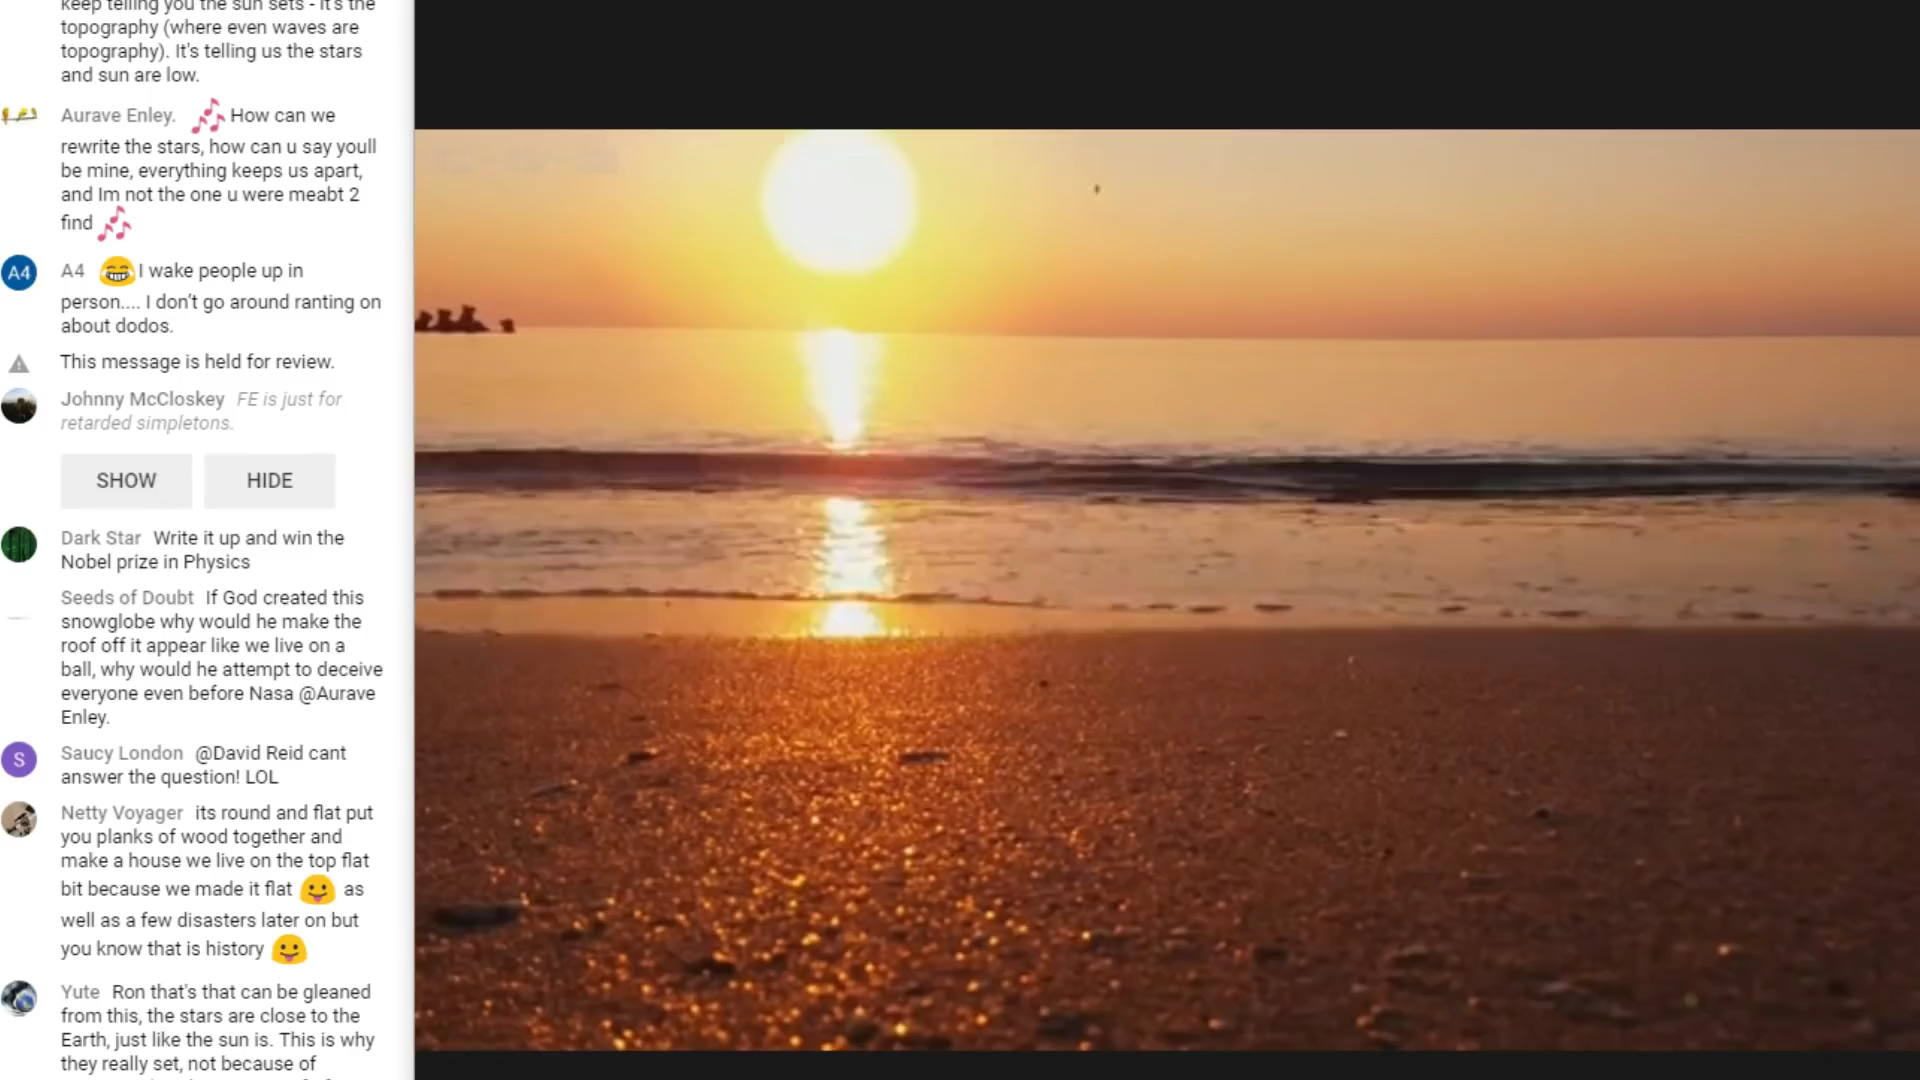 keep telling you the sun sets - it's the
topography (where even waves are
topography). It's telling us the stars
and sun are low.
Aurave Enley. How can we
rewrite the stars, how can u say youll
be mine, everything keeps us apart,
and Im not the one u were meabt 2
find
A4 A4 I wake people up in
person.... I don't go around ranting on
about dodos.
This message is held for review.
Johnny McCloskey FE is just for
retarded simpletons.
SHOW HIDE
Dark Star Write it up and win the
Nobel prize in Physics
Seeds of Doubt If God created this
snowglobe why would he make the
roof off it appear like we live on a
ball, why would he attempt to deceive
everyone even before Nasa @Aurave
Enley.
S Saucy London @David Reid cant
answer the question! LOL
Netty Voyager its round and flat put
you planks of wood together and
make a house we live on the top flat
bit because we made it flat as
well as a few disasters later on but
you know that is history
Yute Ron that's that can be gleaned
from this, the stars are close to the
Earth, just like the sun is. This is why
they really set, not because of